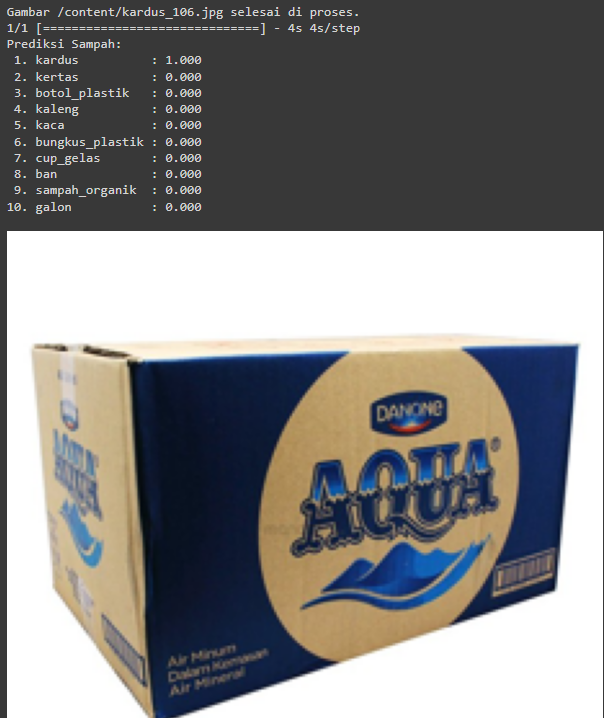 Gambar /content/kardus_106.jpg selesai di proses.
1/1 [==============================] - 4s 4s/step
Prediksi Sampah:
1. kardus : 1.000
2. kertas : 0.000
3. botol_plastik : 0.000
4. kaleng : 0.000
5. kaca : 0.000
6. bungkus_plastik : 0.000
7. cup_gelas : 0.000
8. ban : 0.000
9. sampah_organik : 0.000
10. galon : 0.000
DANONE
AQUA®
Air Minum
Dalam Kemasan
Air Mineral
AQUA